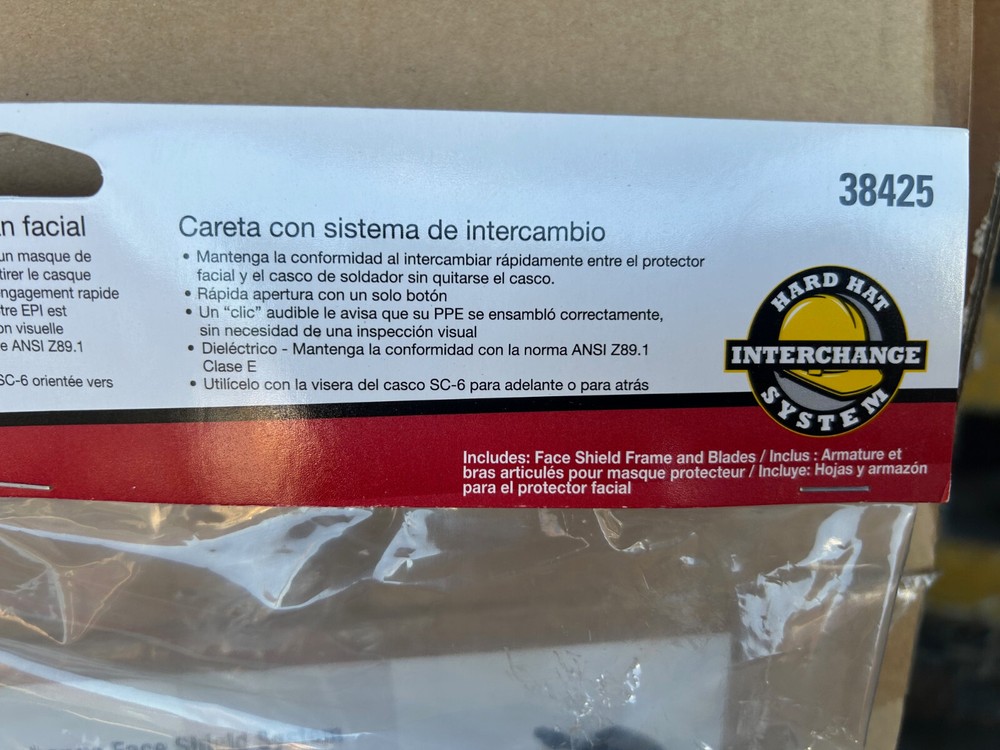 38425
n facial
un masque de
tirer le casque
ngagement rapide
tre EPI est
on visuelle
e ANSI Z89.1
SC-6 orientée vers
Careta con sistema de intercambio
• Mantenga la conformidad al intercambiar rápidamente entre el protector
facial y el casco de soldador sin quitarse el casco.
• Rápida apertura con un solo botón
• Un “clic” audible le avisa que su PPE se ensambló correctamente,
sin necesidad de una inspección visual
• Dieléctrico - Mantenga la conformidad con la norma ANSI Z89.1
Clase E
• Utilícelo con la visera del casco SC-6 para adelante o para atrás
HARD HAT
INTERCHANGE
SYSTEM
Includes: Face Shield Frame and Blades / Inclus : Armature et
bras articulés pour masque protecteur / Incluye: Hojas y armazón
para el protector facial
Face Shield System